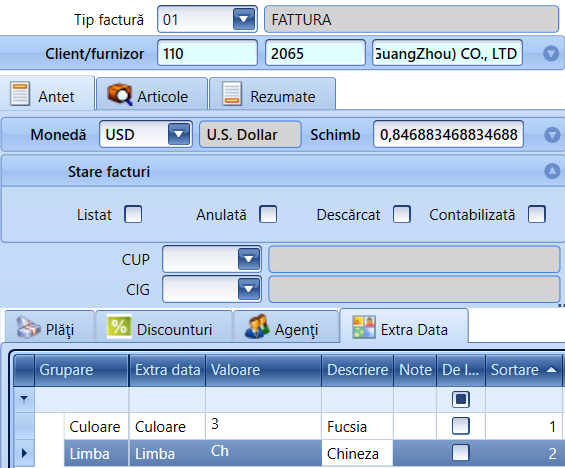 Tip factură 01 FATTURA
Client/furnizor 110 2065 GuangZhou) CO., LTD
Antet Articole Rezumate
Monedă USD U.S. Dollar Schimb 0,846883468834688
Stare facturi
Listat Anulată Descărcat Contabilizată
CUP
CIG
Plăţi Discounturi Agenţi Extra Data
Grupare Extra data Valoare Descriere Note De l... Sortare
Culoare Culoare 3 Fucsia 1
Limba Limba Ch Chineza 2